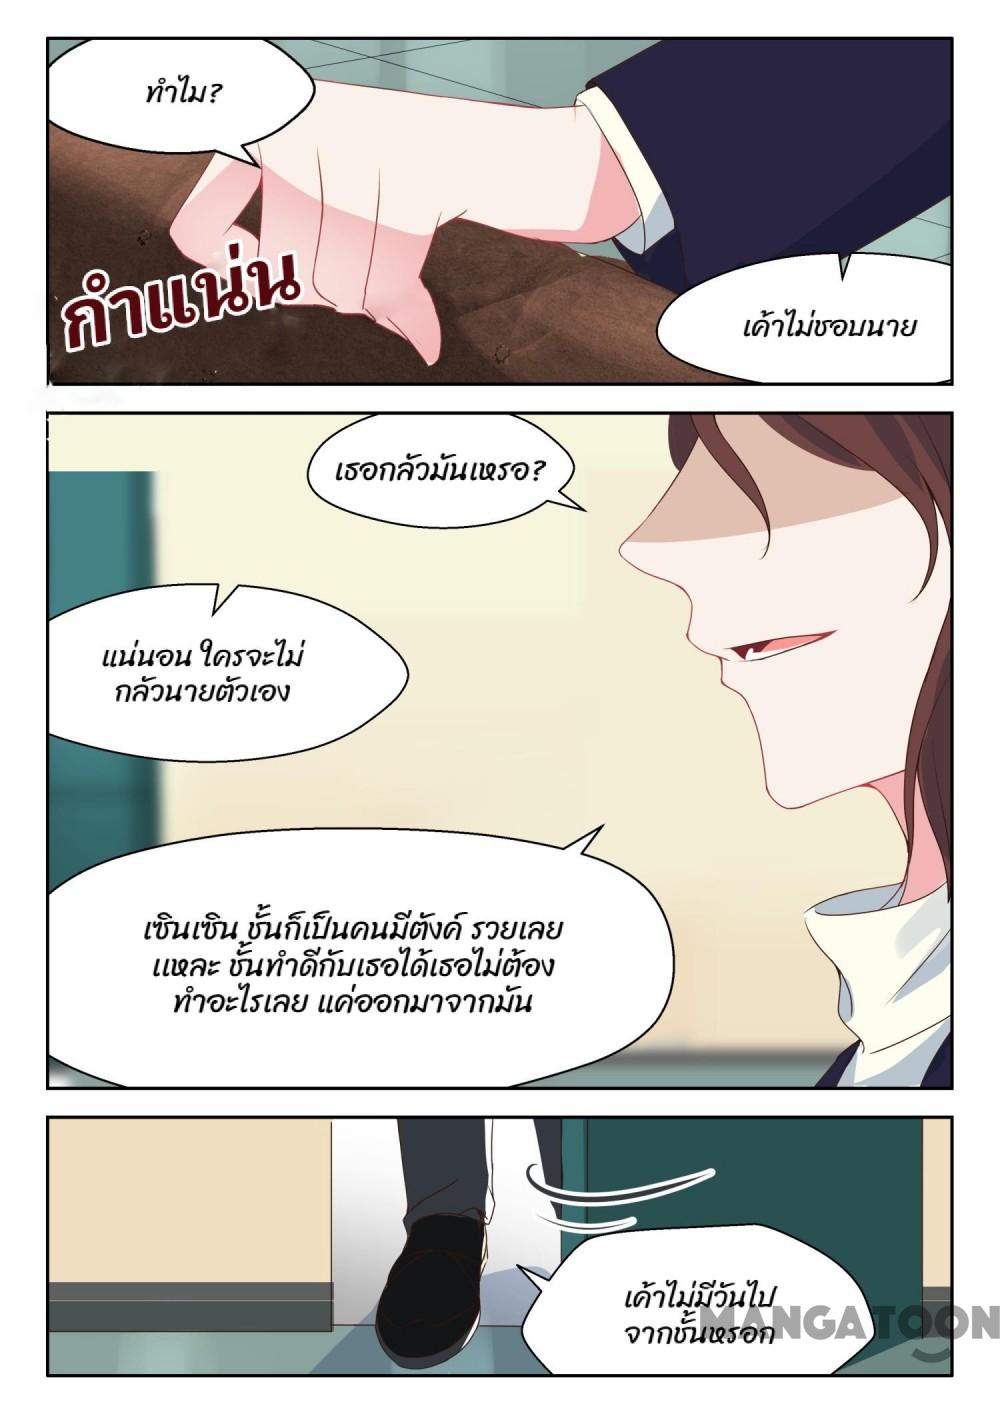 ทำไม?
กำแน่น
เค้าไม่ชอบนาย
เธอกลัวมันเหรอ?
แน่นอน ใครจะไม่
กลัวนายตัวเอง
เซินเซิน ชั้นก็เป็นคนมีตังค์ รวยเลย
แหละ ชั้นทำดีกับเธอได้เธอไม่ต้อง
ทำอะไรเลย แค่ออกมาจากมัน
เค้าไม่มีวันไป
จากชั้นหรอก
MANGATOON